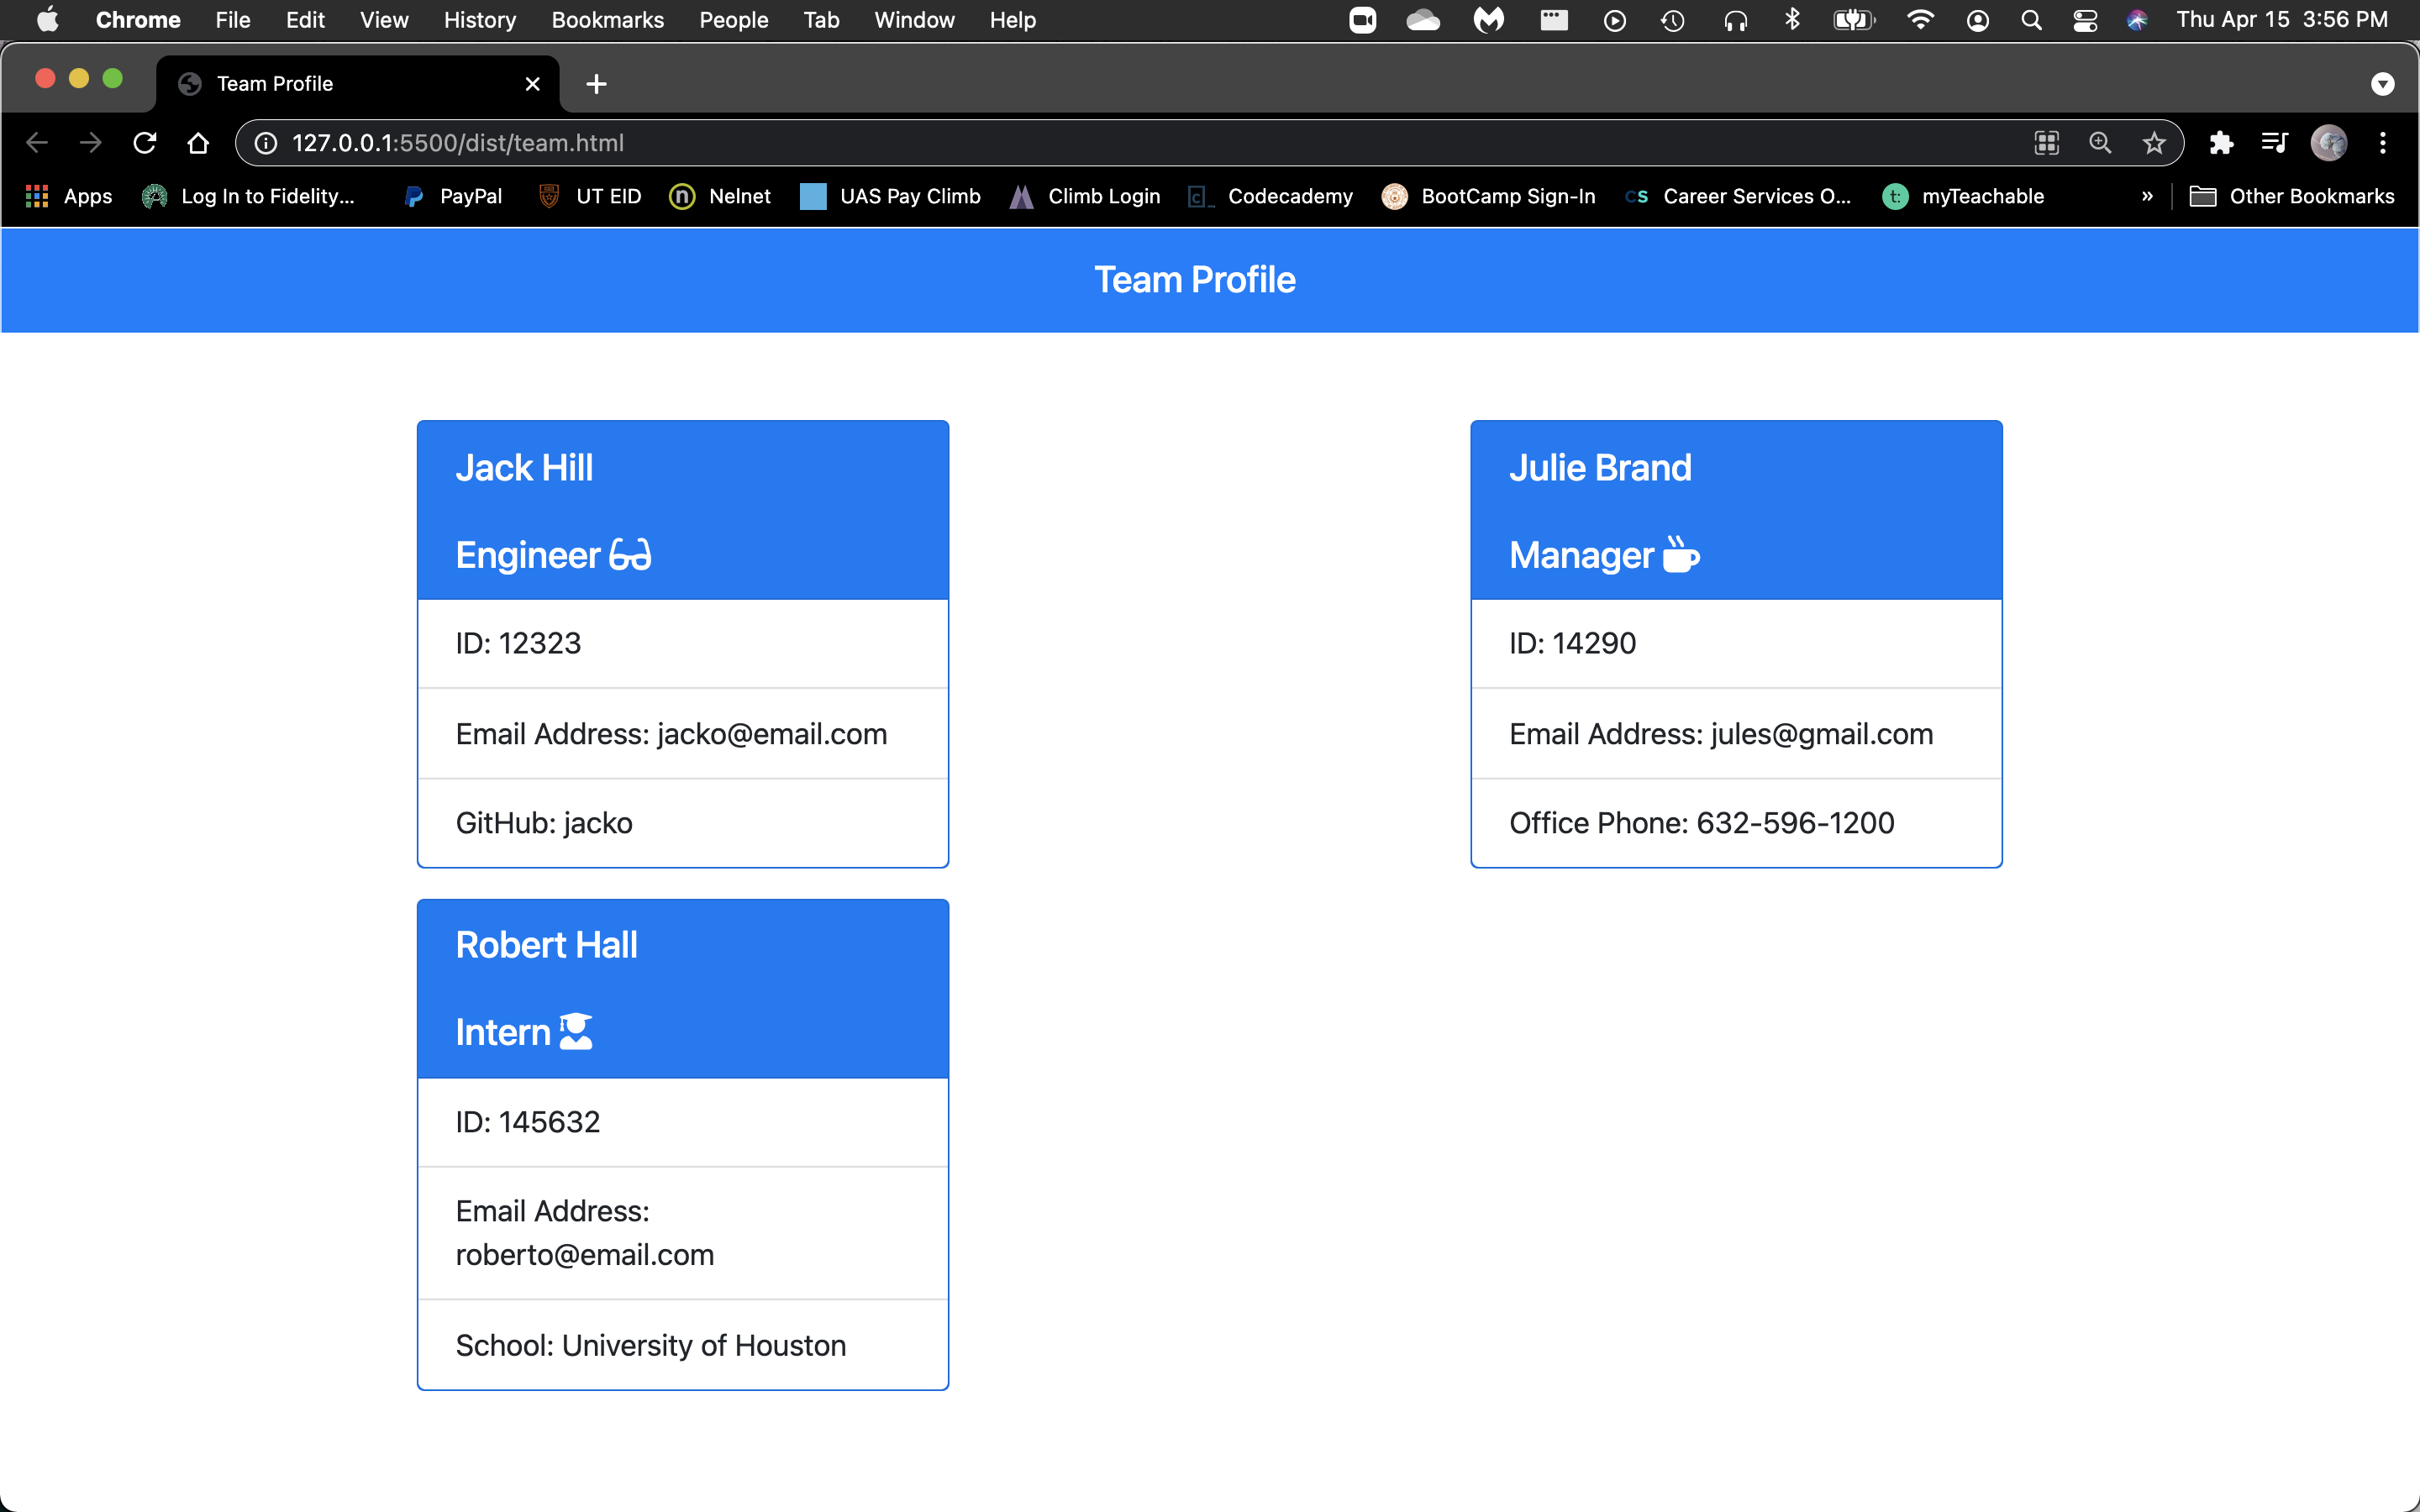 Chrome File Edit View History Bookmarks People Tab Window Help Thu Apr 15 3:56 PM
Team Profile
127.0.0.1:5500/dist/team.html
Apps Log In to Fidelity... PayPal UT EID n Nelnet UAS Pay Climb Climb Login c_ Codecademy BootCamp Sign-In CS Career Services O... t: myTeachable » Other Bookmarks
Team Profile
Jack Hill
Engineer
ID: 12323
Email Address: jacko@email.com
GitHub: jacko
Julie Brand
Manager
ID: 14290
Email Address: jules@gmail.com
Office Phone: 632-596-1200
Robert Hall
Intern
ID: 145632
Email Address:
roberto@email.com
School: University of Houston